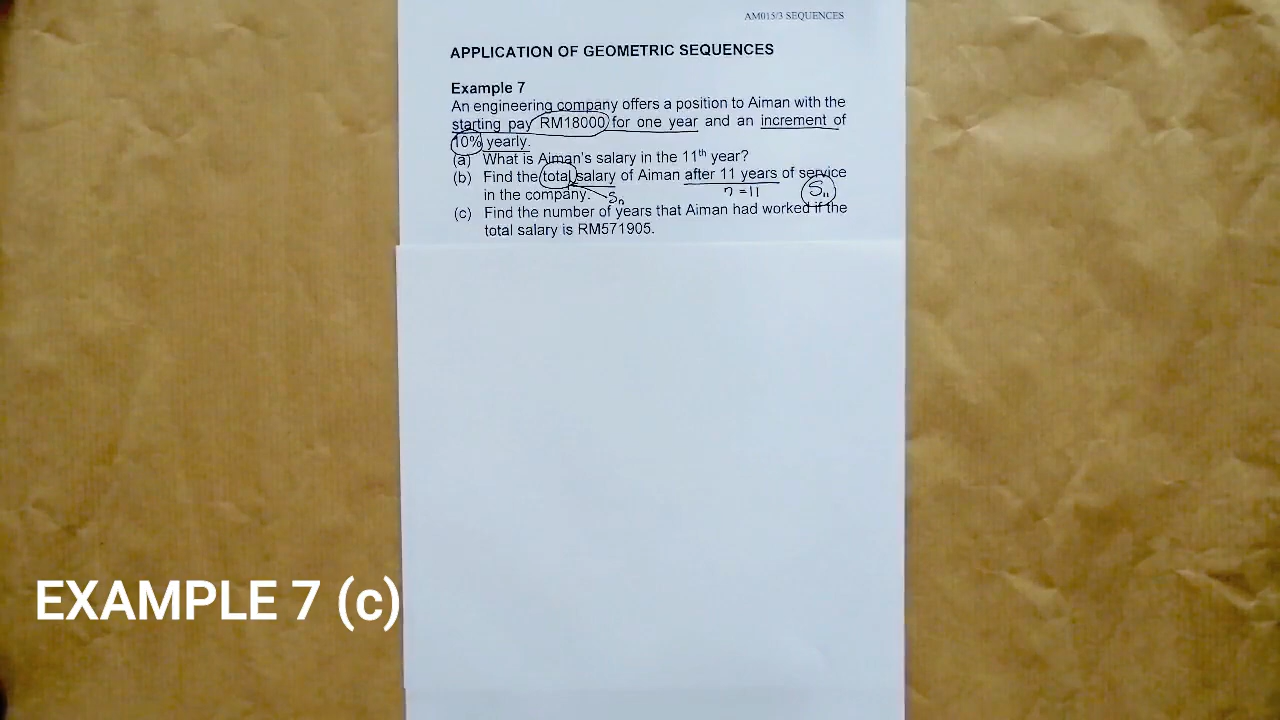 AM015/3 SEQUENCES
APPLICATION OF GEOMETRIC SEQUENCES
Example 7
An engineering company offers a position to Aiman with the
starting pay RM18000 for one year and an increment of
10% yearly.
(a) What is Aiman's salary in the 11th year?
(b) Find the total salary of Aiman after 11 years of service
in the company. Sn n = 11 S11
(c) Find the number of years that Aiman had worked if the
total salary is RM571905.
EXAMPLE 7 (c)